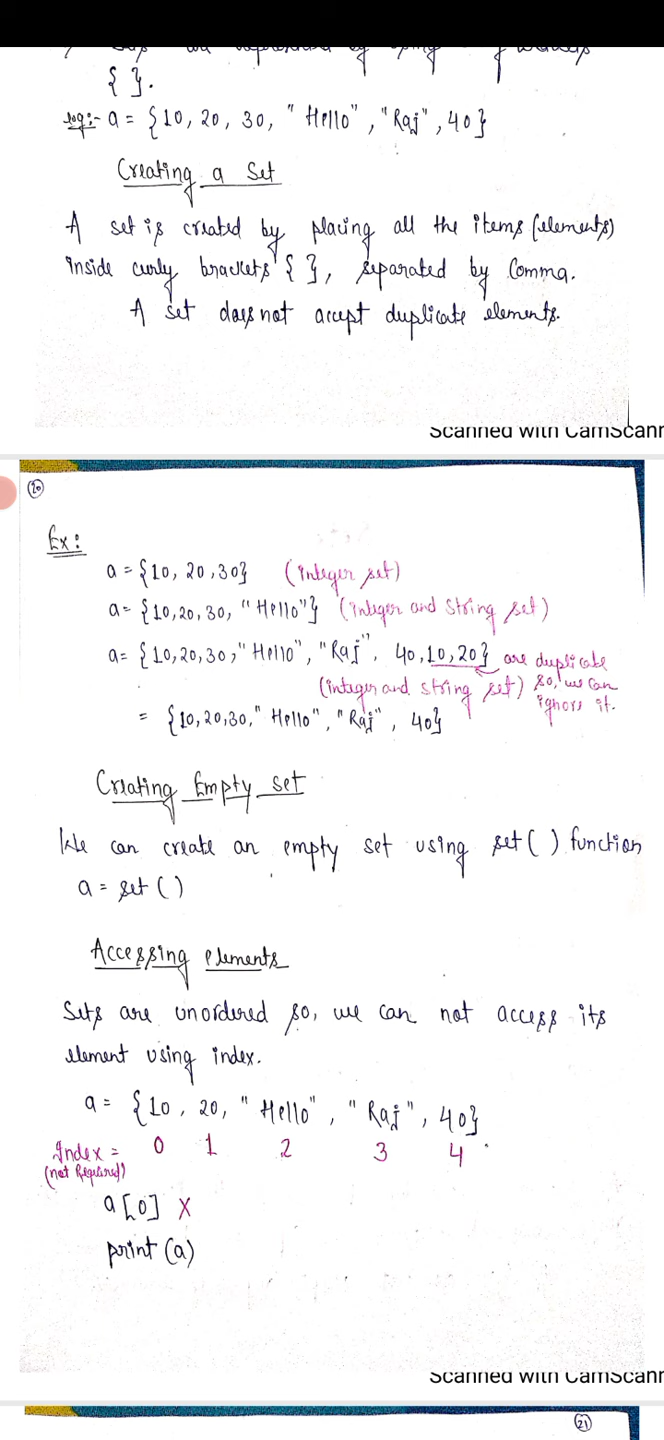 { }.
eg:- a = {10, 20, 30, "Hello", "Raj", 40}
Creating a Set
A set is created by placing all the items (elements)
inside curly brackets { }, separated by Comma.
A set does not accept duplicate elements.
Scanned with CamScann
20
Ex:
a = {10, 20, 30} (Integer set)
a = {10, 20, 30, "Hello"} (Integer and String set)
a = {10, 20, 30, "Hello", "Raj", 40, 10, 20} are duplicate
(integer and string set) so, we can
ignore it.
= {10, 20, 30, "Hello", "Raj", 40}
Creating Empty set
We can create an empty set using set ( ) function
a = set ( )
Accessing elements
Sets are unordered so, we can not access its
element using index.
a = {10, 20, "Hello", "Raj", 40}
Index = 0 1 2 3 4
(not Required)
a [0] X
print (a)
Scanned with CamScann
21